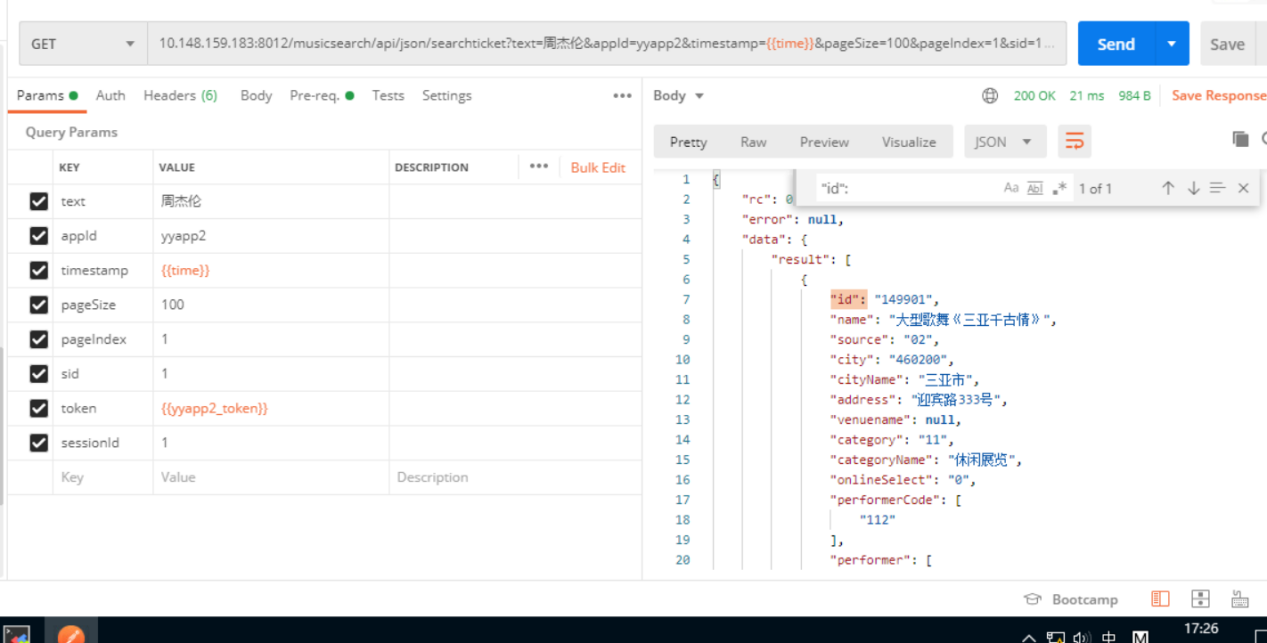 GET
10.148.159.183:8012/musicsearch/api/json/searchticket?text=周杰伦&appId=yyapp2&timestamp={{time}}&pageSize=100&pageIndex=1&sid=1...
Send
Save
Params
Auth
Headers (6)
Body
Pre-req.
Tests
Settings
Query Params
KEY VALUE DESCRIPTION Bulk Edit
text 周杰伦
appId yyapp2
timestamp {{time}}
pageSize 100
pageIndex 1
sid 1
token {{yyapp2_token}}
sessionId 1
Key Value Description
Body
200 OK 21 ms 984 B Save Response
Pretty Raw Preview Visualize JSON
"id": Aa Abl .* 1 of 1
1 {
2 "rc": 0
3 "error": null,
4 "data": {
5 "result": [
6 {
7 "id": "149901",
8 "name": "大型歌舞《三亚千古情》",
9 "source": "02",
10 "city": "460200",
11 "cityName": "三亚市",
12 "address": "迎宾路333号",
13 "venuename": null,
14 "category": "11",
15 "categoryName": "休闲展览",
16 "onlineSelect": "0",
17 "performerCode": [
18 "112"
19 ],
20 "performer": [
Bootcamp
中 M 17:26